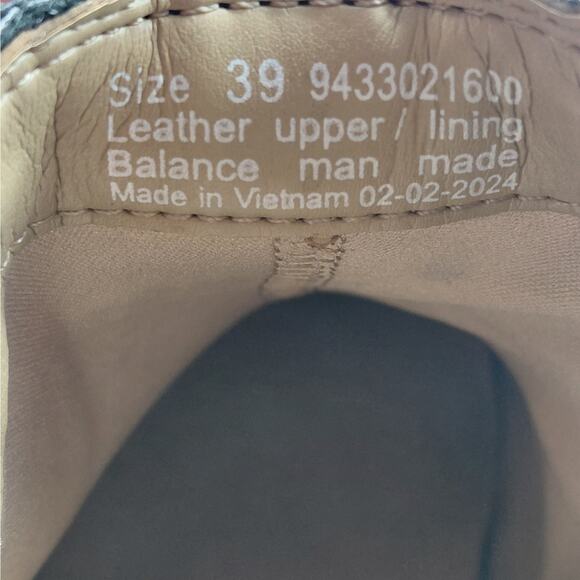 Size 39 9433021600
Leather upper/ lining
Balance man made
Made in Vietnam 02-02-2024